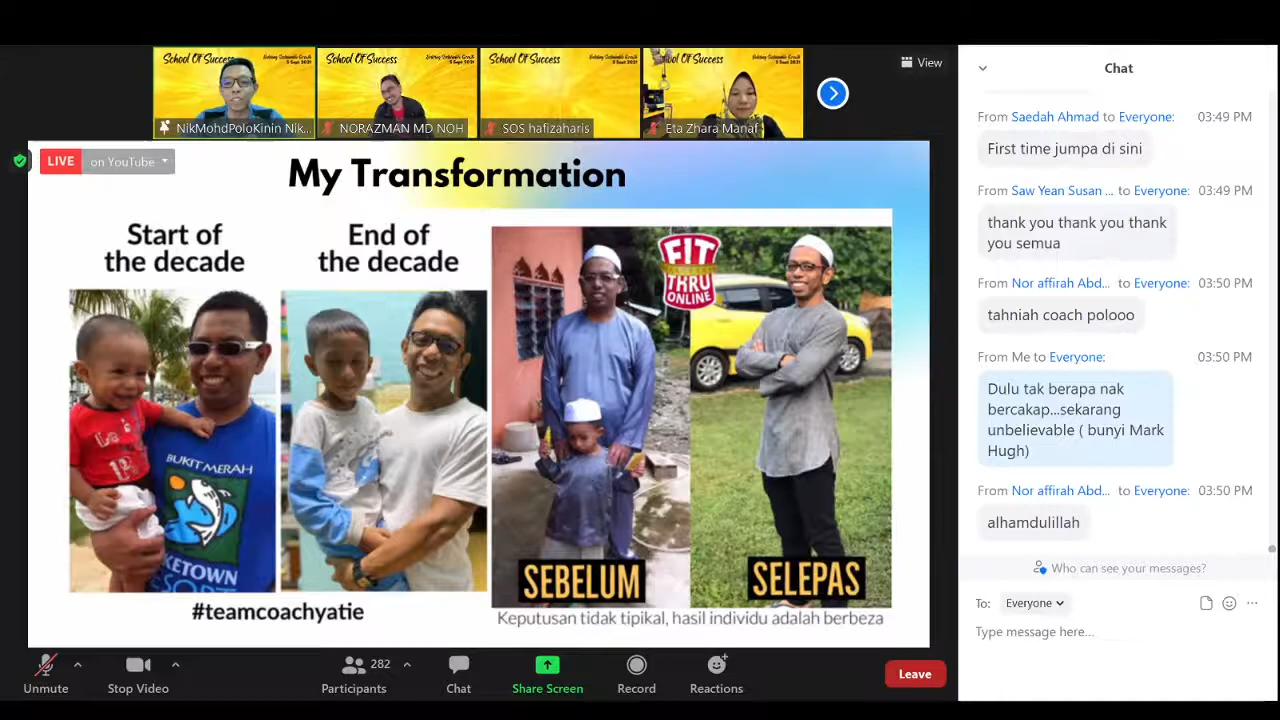 School Of Success
School Of Success
School Of Success
NikMohdPoloKinin Nik...
NORAZMAN MD NOH
SOS hafizaharis
Eta Zhara Manaf
View
LIVE on YouTube
My Transformation
Start of
the decade
End of
the decade
FIT
THRU
ONLINE
BUKIT MERAH
SEBELUM
SELEPAS
#teamcoachyatie
Keputusan tidak tipikal, hasil individu adalah berbeza
Unmute
Stop Video
282
Participants
Chat
Share Screen
Record
Reactions
Leave
Chat
From Saedah Ahmad to Everyone: 03:49 PM
First time jumpa di sini
From Saw Yean Susan ... to Everyone: 03:49 PM
thank you thank you thank
you semua
From Nor affirah Abd... to Everyone: 03:50 PM
tahniah coach polooo
From Me to Everyone: 03:50 PM
Dulu tak berapa nak
bercakap...sekarang
unbelievable ( bunyi Mark
Hugh)
From Nor affirah Abd... to Everyone: 03:50 PM
alhamdulillah
Who can see your messages?
To: Everyone
Type message here...